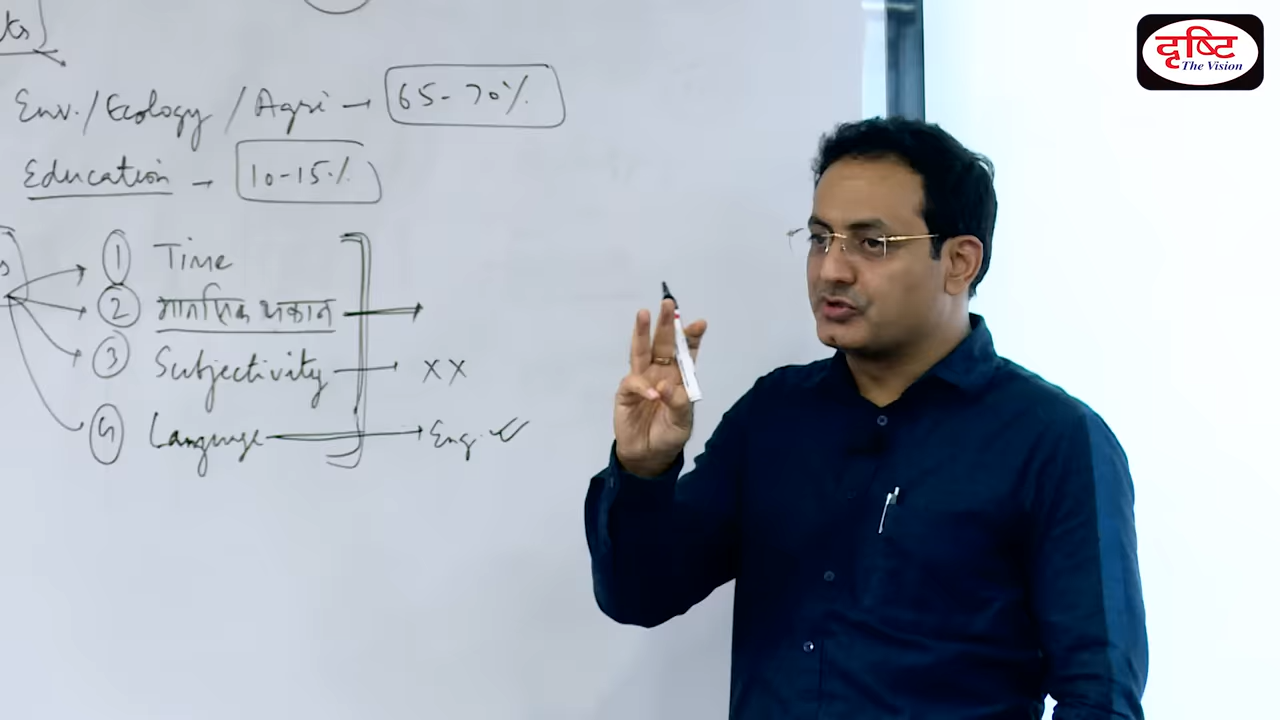 ts
Env./Ecology/Agri → 65-70%
Education → 10-15%
1 Time
2 मानसिक थकान →
3 Subjectivity → XX
4 Language → Eng. ✓
दृष्टि
The Vision